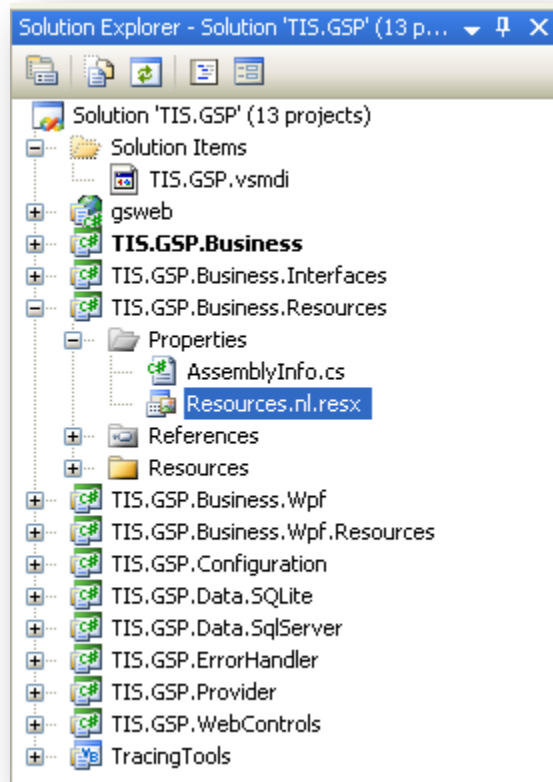 Solution Explorer - Solution 'TIS.GSP' (13 p...
Solution 'TIS.GSP' (13 projects)
Solution Items
TIS.GSP.vsmdi
gsweb
TIS.GSP.Business
TIS.GSP.Business.Interfaces
TIS.GSP.Business.Resources
Properties
AssemblyInfo.cs
Resources.nl.resx
References
Resources
TIS.GSP.Business.Wpf
TIS.GSP.Business.Wpf.Resources
TIS.GSP.Configuration
TIS.GSP.Data.SQLite
TIS.GSP.Data.SqlServer
TIS.GSP.ErrorHandler
TIS.GSP.Provider
TIS.GSP.WebControls
TracingTools